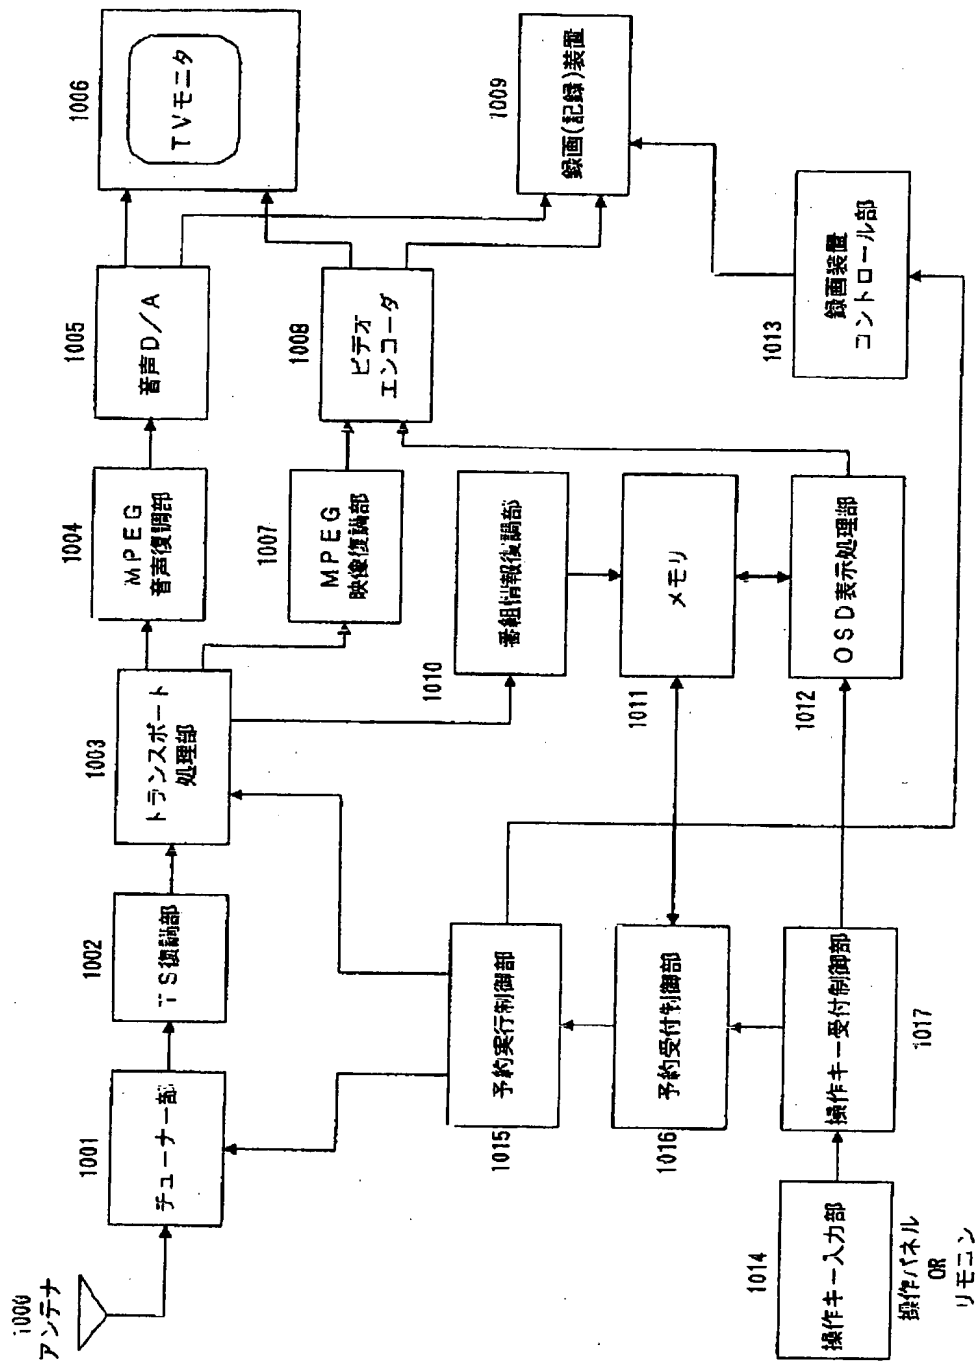 1000
アンテナ
1001
チューナー部
1002
TS復調部
1003
トランスポート
処理部
1004
MPEG
音声復調部
1005
音声D/A
1006
TVモニタ
1007
MPEG
映像復調部
1008
ビデオ
エンコーダ
1009
録画(記録)装置
1010
番組情報復調部
1011
メモリ
1012
OSD表示処理部
1013
録画装置
コントロール部
1015
予約実行制御部
1016
予約受付制御部
1017
操作キー受付制御部
1014
操作キー入力部
操作パネル
OR
リモコン